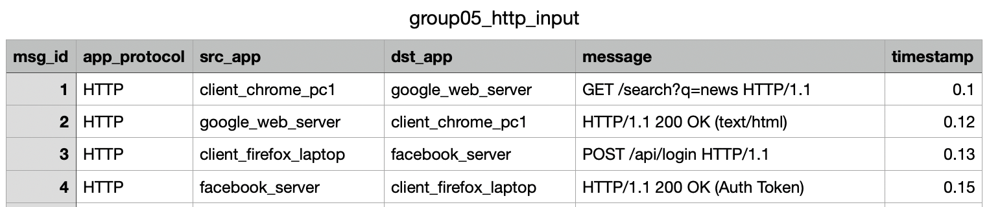 group05_http_input
msg_id app_protocol src_app dst_app message timestamp
1 HTTP client_chrome_pc1 google_web_server GET /search?q=news HTTP/1.1 0.1
2 HTTP google_web_server client_chrome_pc1 HTTP/1.1 200 OK (text/html) 0.12
3 HTTP client_firefox_laptop facebook_server POST /api/login HTTP/1.1 0.13
4 HTTP facebook_server client_firefox_laptop HTTP/1.1 200 OK (Auth Token) 0.15